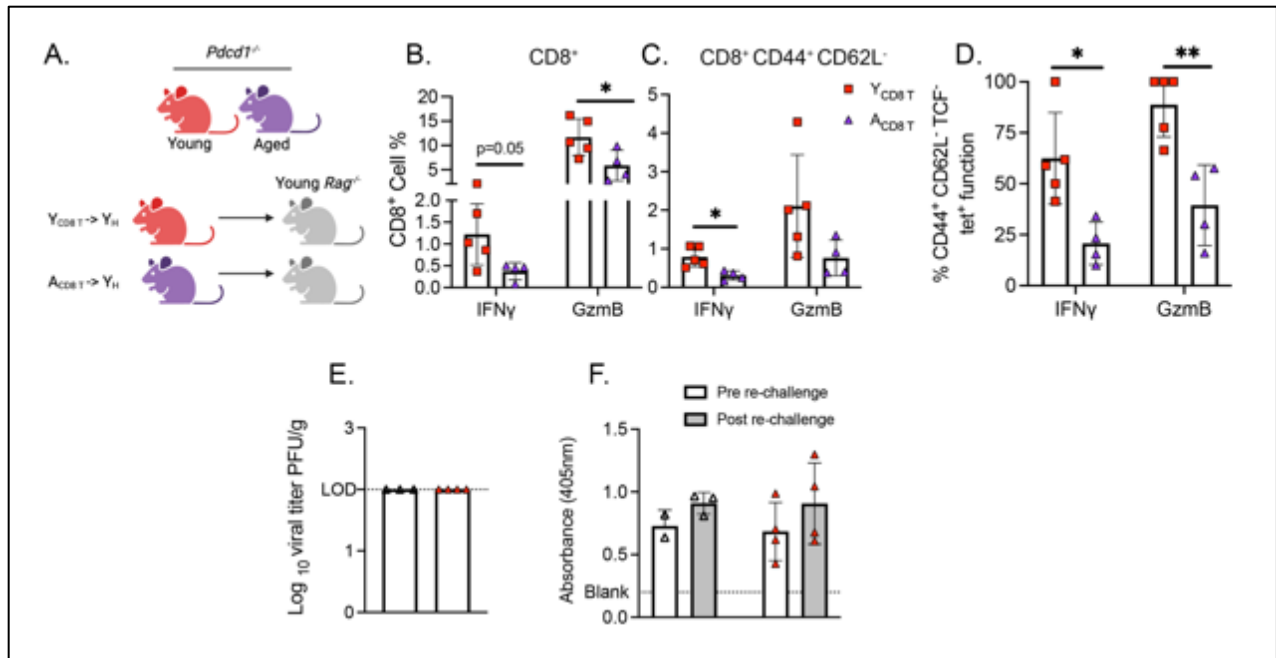 A.
Pdcd1-/-
Young Aged
Young Rag-/-
YCD8 T-> YH
ACD8 T-> YH
B.
CD8+
CD8+ Cell %
20
15
10
5
2.0
1.5
1.0
0.5
0.0
p=0.05
*
IFNγ GzmB
C.
CD8+ CD44+ CD62L-
5
4
3
2
1
0
*
IFNγ GzmB
YCD8 T
ACD8 T
D.
% CD44+ CD62L- TCF-
tet+ function
100
75
50
25
0
* **
IFNγ GzmB
E.
Log 10 viral titer PFU/g
3
LOD
1
0
F.
Pre re-challenge
Post re-challenge
Absorbance (405nm)
1.5
1.0
0.5
Blank
0.0